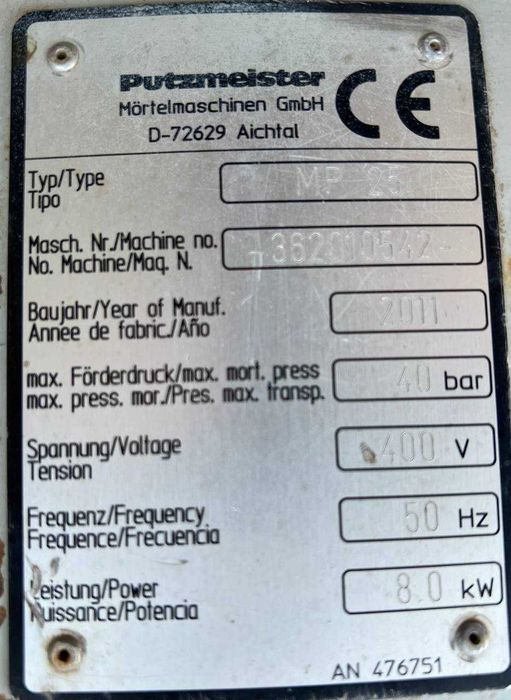 Putzmeister
Mörtelmaschinen GmbH
D-72629 Aichtal
CE
Typ/Type
Tipo
MP 25
Masch. Nr./Machine no.
No. Machine/Maq. N.
362010542-
Baujahr/Year of Manuf.
Annee de fabric./Año
2011
max. Förderdruck/max. mort. press
max. press. mor./Pres. max. transp.
40 bar
Spannung/Voltage
Tension
400 V
Frequenz/Frequency
Frequence/Frecuencia
50 Hz
Leistung/Power
Puissance/Potencia
8.0 kW
AN 476751